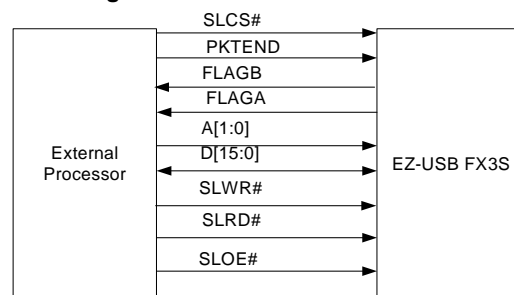 SLCS#
PKTEND
FLAGB
FLAGA
A[1:0]
D[15:0]
SLWR#
SLRD#
SLOE#
External
Processor
EZ-USB FX3S